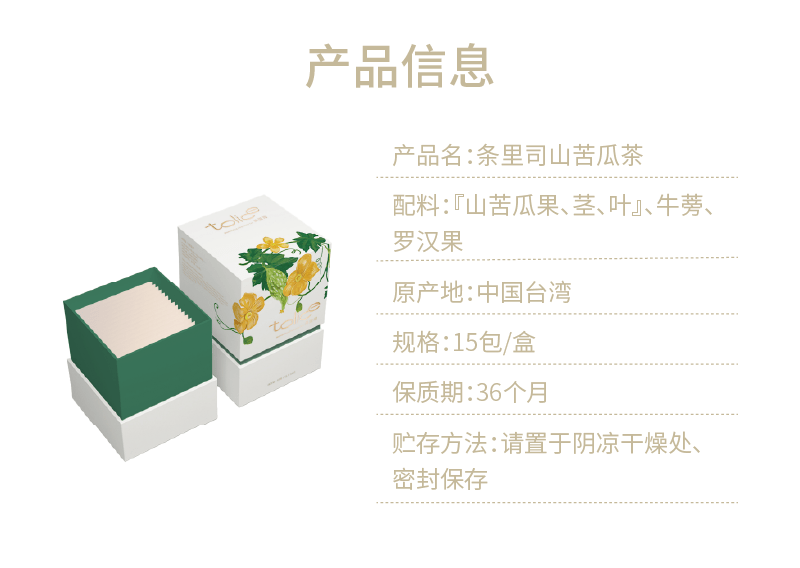 产品信息
产品名：条里司山苦瓜茶
配料：『山苦瓜果、茎、叶』、牛蒡、
罗汉果
原产地：中国台湾
规格：15包/盒
保质期：36个月
贮存方法：请置于阴凉干燥处、
密封保存